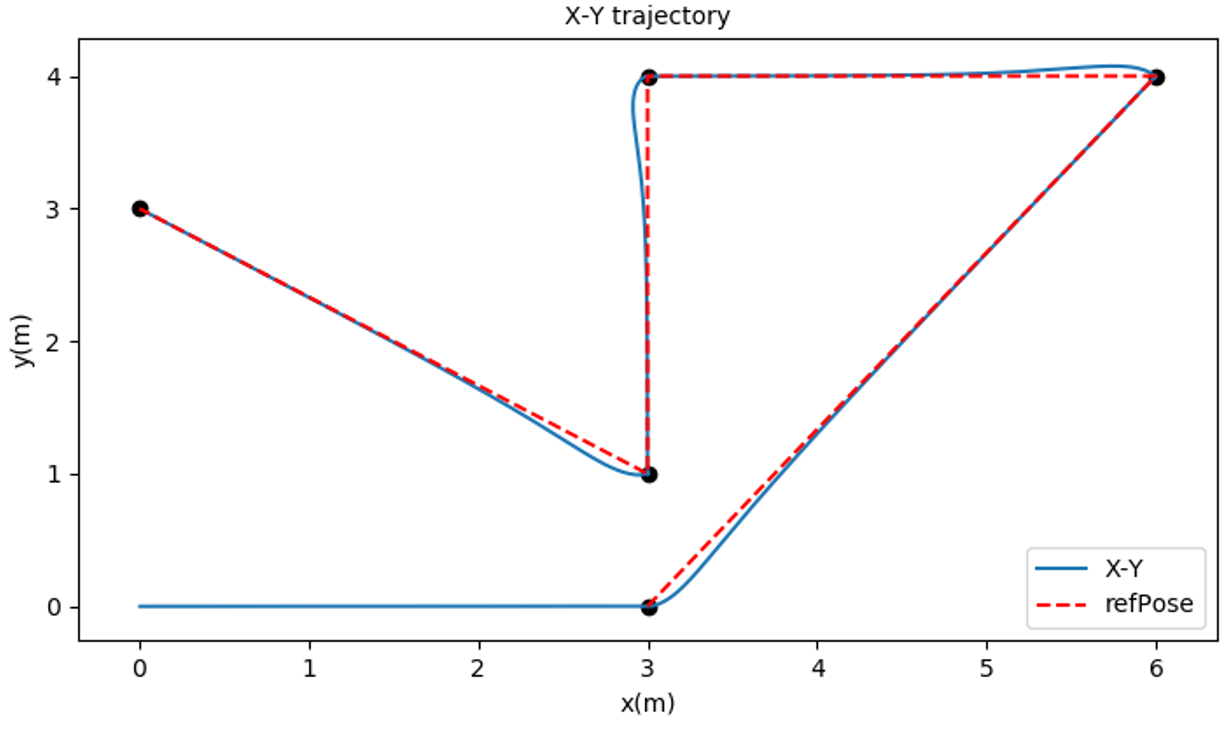 X-Y trajectory
4
3
2
1
0
y(m)
0 1 2 3 4 5 6
x(m)
X-Y
refPose